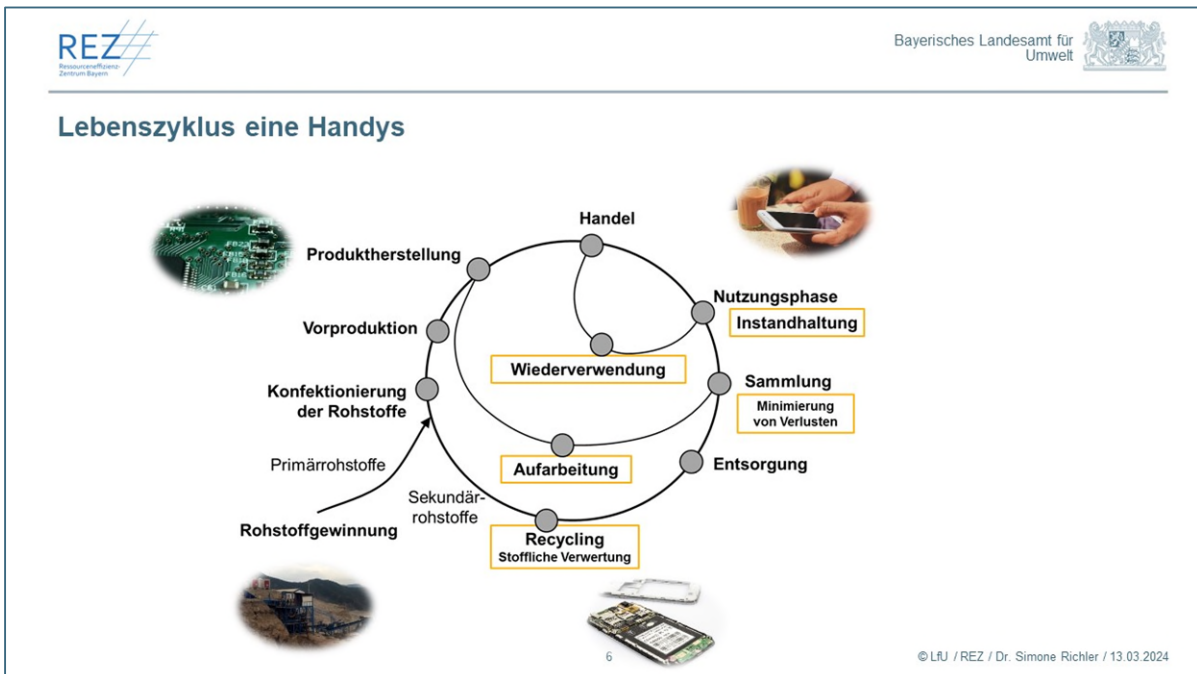 REZ
Ressourceneffizienz-
Zentrum Bayern
Bayerisches Landesamt für
Umwelt
Lebenszyklus eine Handys
Handel
Produktherstellung
Nutzungsphase
Instandhaltung
Vorproduktion
Wiederverwendung
Sammlung
Minimierung
von Verlusten
Konfektionierung
der Rohstoffe
Primärrohstoffe
Aufarbeitung
Entsorgung
Sekundär-
rohstoffe
Rohstoffgewinnung
Recycling
Stoffliche Verwertung
6
© LfU / REZ / Dr. Simone Richler / 13.03.2024